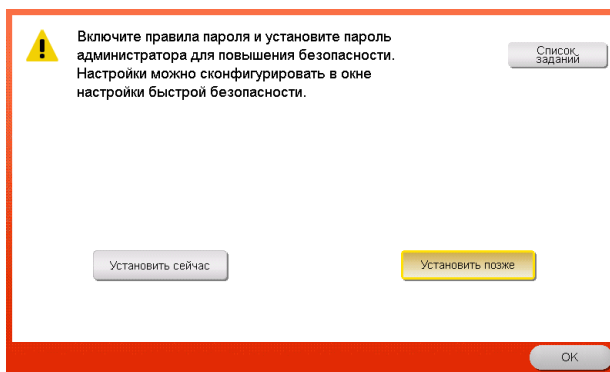 Включите правила пароля и установите пароль
администратора для повышения безопасности.
Настройки можно сконфигурировать в окне
настройки быстрой безопасности.
Список
заданий
Установить сейчас
Установить позже
OK